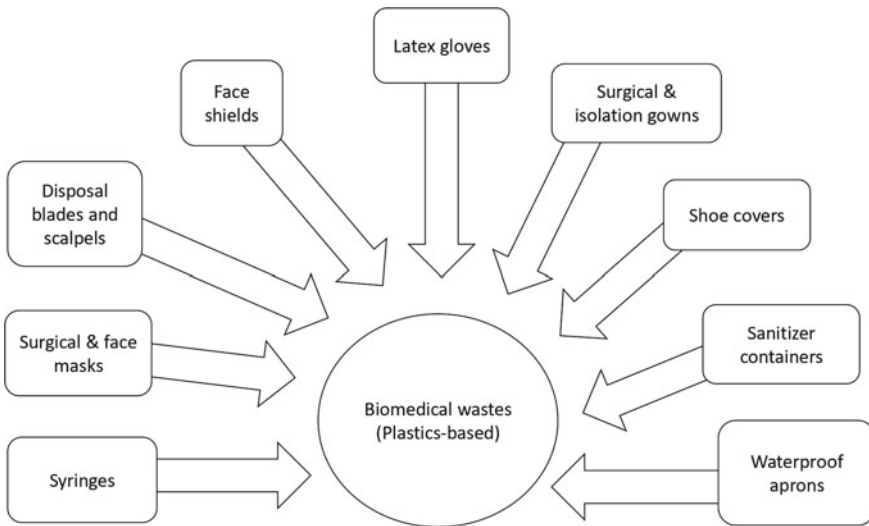 Latex gloves
Face
shields
Surgical &
isolation gowns
Disposal
blades and
scalpels
Shoe covers
Surgical & face
masks
Sanitizer
containers
Biomedical wastes
(Plastics-based)
Syringes
Waterproof
aprons